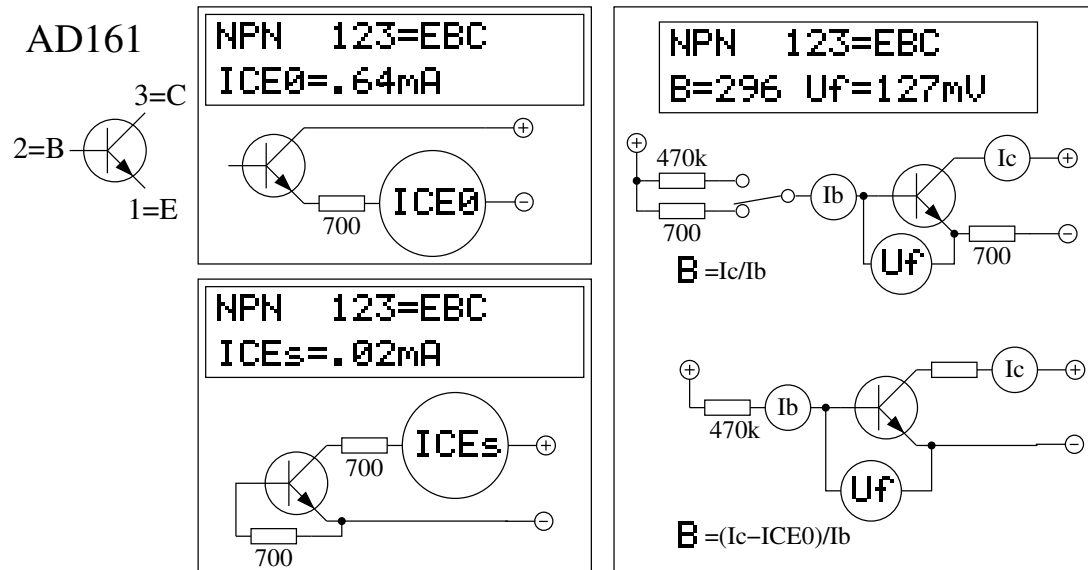 AD161
3=C
2=B
1=E
NPN 123=EBC
ICE0=.64mA
+
ICE0
−
700
NPN 123=EBC
ICEs=.02mA
ICEs
+
700
−
700
NPN 123=EBC
B=296 Uf=127mV
+
470k
Ic
+
Ib
700
Uf
700
−
B =Ic/Ib
+
Ic
+
Ib
470k
−
Uf
B =(Ic−ICE0)/Ib